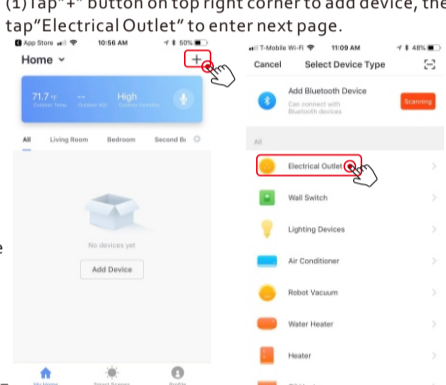 (1)Tap"+" button on top right corner to add device, the
tap"Electrical Outlet" to enter next page.
App Store 10:56 AM 50%
Home
+
71.7 °F -- High
Outdoor Temp Outdoor AQI Outdoor Humidity
All Living Room Bedroom Second B
No devices yet
Add Device
My Home Select Scenes Profile
T-Mobile Wi-Fi 11:09 AM 48%
Cancel Select Device Type
Add Bluetooth Device
Can connect with
Bluetooth devices
Scanning
All
Electrical Outlet
Wall Switch
Lighting Devices
Air Conditioner
Robot Vacuum
Water Heater
Heater
e